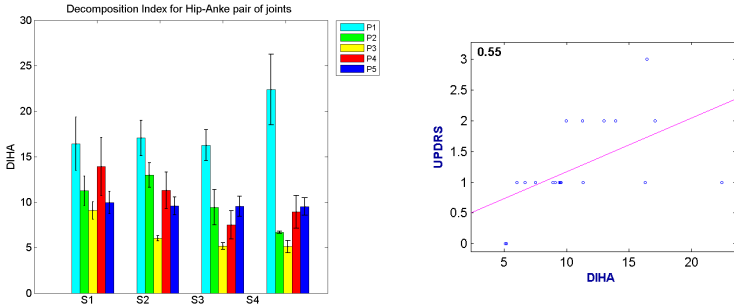 Decomposition Index for Hip-Anke pair of joints
30
25
20
15
10
5
0
DIHA
S1 S2 S3 S4
P1
P2
P3
P4
P5
0.55
3
2.5
2
1.5
1
0.5
0
UPDRS
5 10 15 20
DIHA